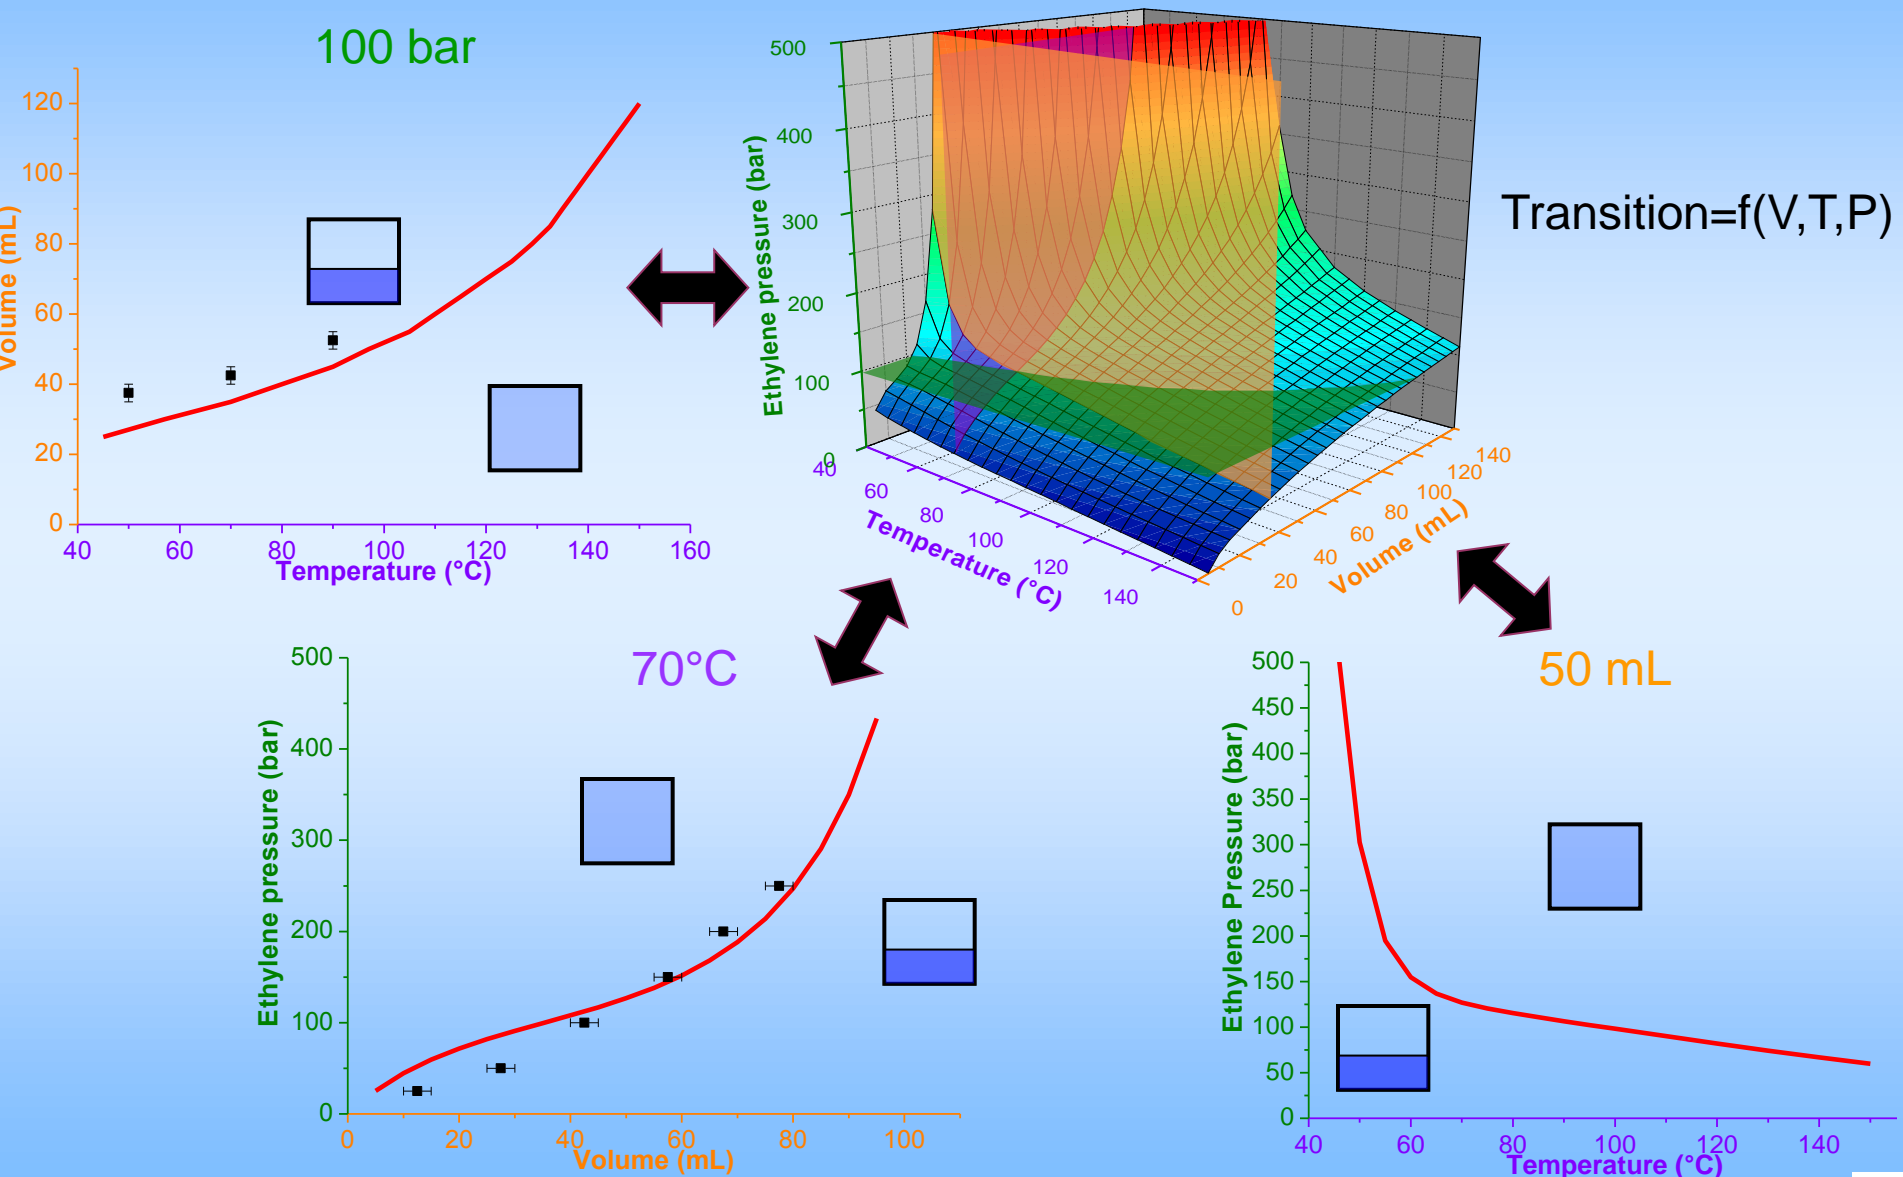 100 bar
Volume (mL)
120
100
80
60
40
20
0
40 60 80 100 120 140 160
Temperature (°C)
Ethylene pressure (bar)
500
400
300
200
100
0
40
60
80
100
120
140
Temperature (°C)
0
20
40
60
80
100
120
140
Volume (mL)
Transition=f(V,T,P)
70°C
Ethylene pressure (bar)
500
400
300
200
100
0
0 20 40 60 80 100
Volume (mL)
50 mL
Ethylene Pressure (bar)
500
450
400
350
300
250
200
150
100
50
0
40 60 80 100 120 140
Temperature (°C)